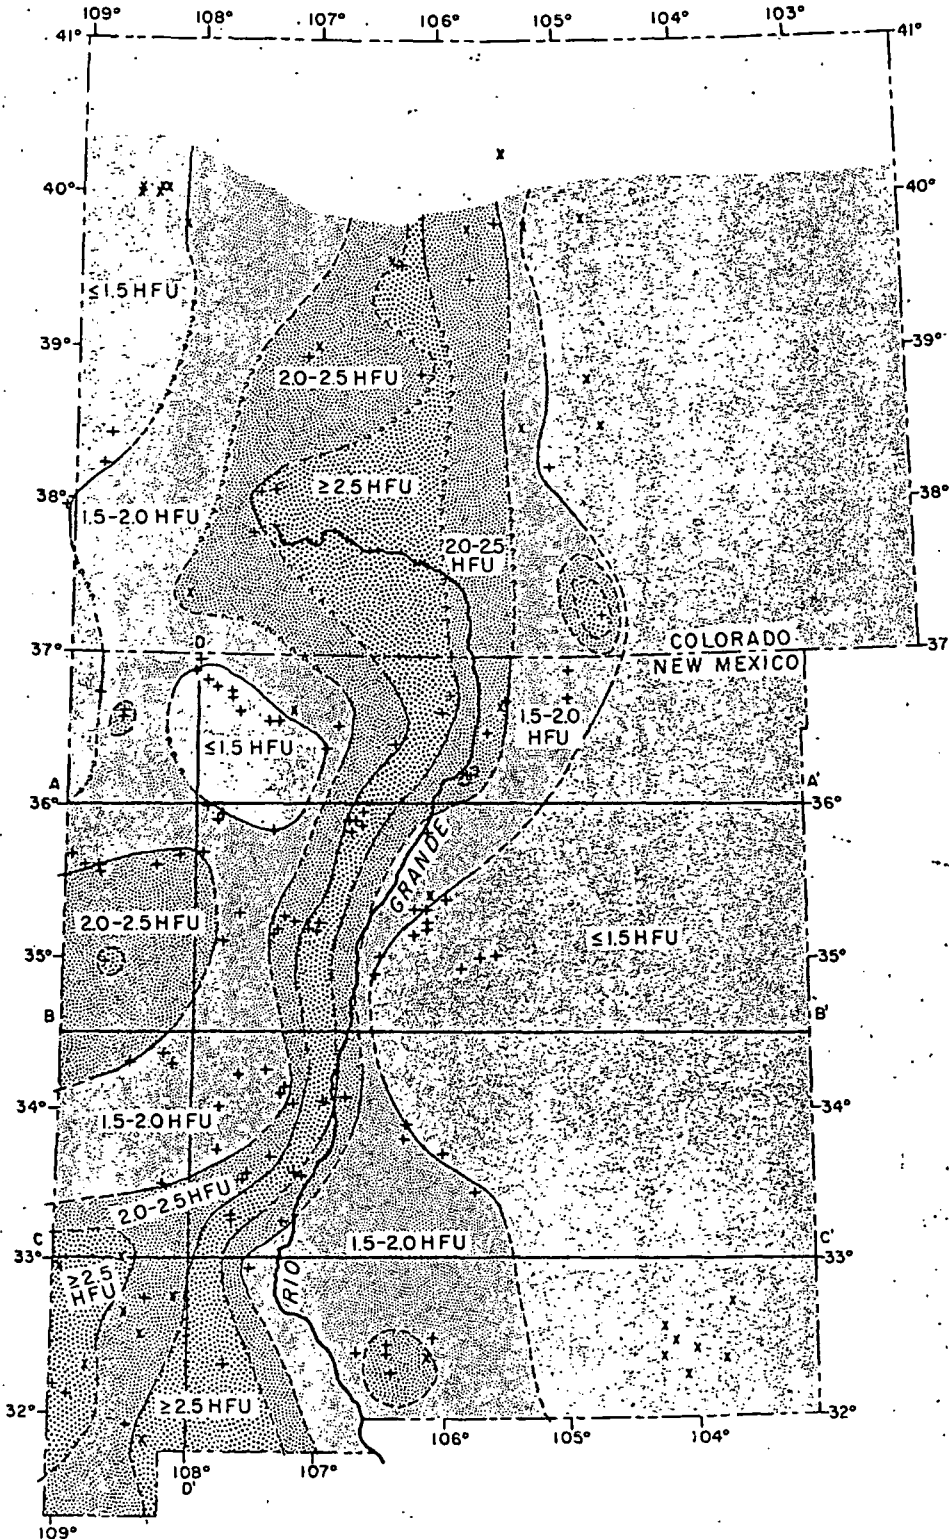 109° 108° 107° 106° 105° 104° 103°
41° 41°
40° 40°
≤1.5 HFU
39° 39°
2.0-2.5 HFU
≥2.5 HFU
38° 38°
1.5-2.0 HFU
2.0-2.5
HFU
COLORADO
37° D 37
NEW MEXICO
1.5-2.0
HFU
≤1.5 HFU
A A'
36° 36°
GRANDE
2.0-2.5 HFU
≤1.5 HFU
35° 35°
B B'
34° 34°
1.5-2.0 HFU
2.0-2.5 HFU
1.5-2.0 HFU
C C'
33° 33°
≥2.5
HFU
RIO
≥2.5 HFU
32° 32°
106° 105° 104°
108° 107°
D'
109°